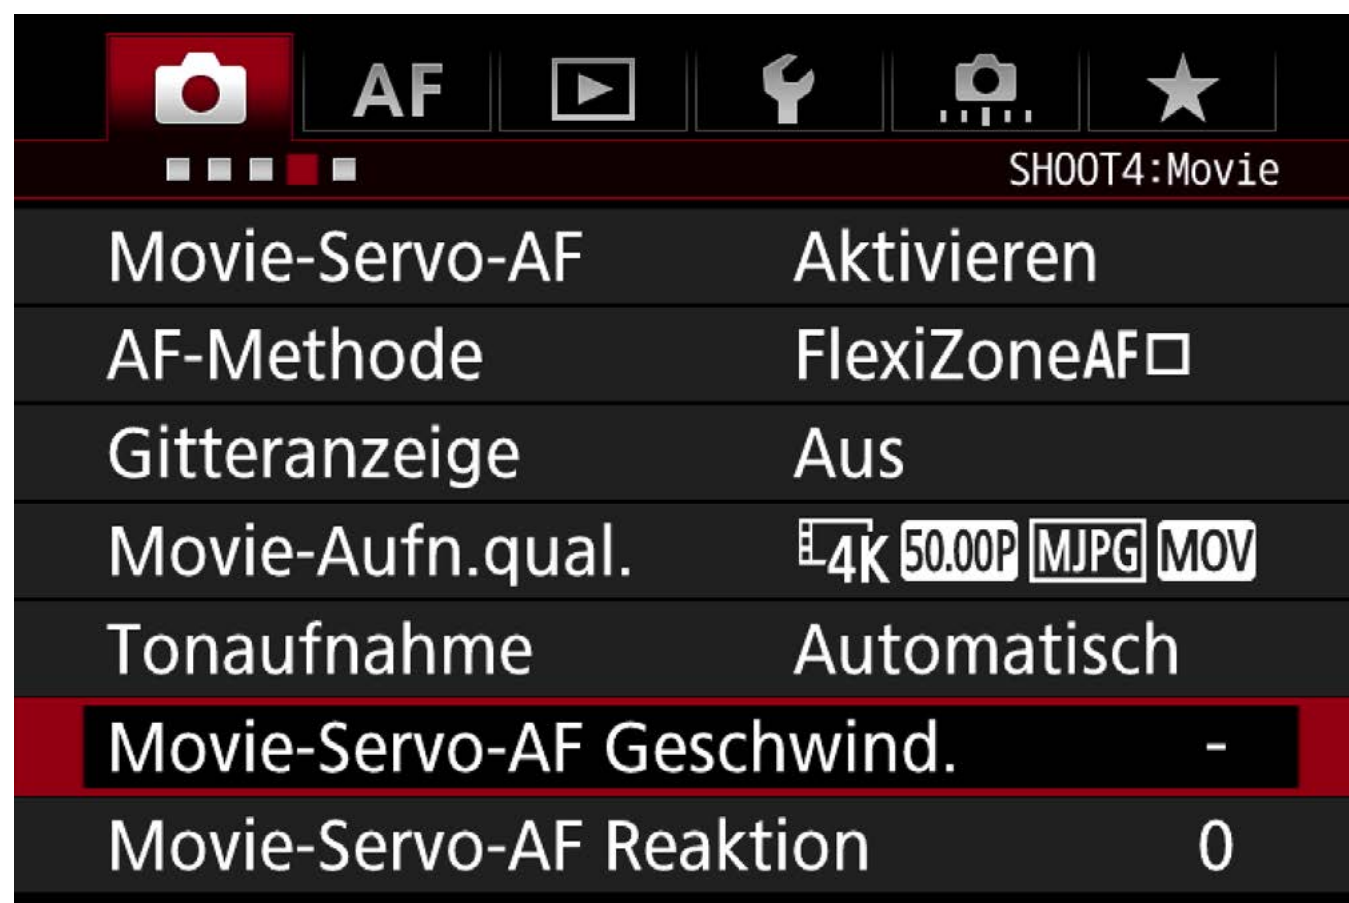 AF
SHOOT4:Movie
Movie-Servo-AF Aktivieren
AF-Methode FlexiZoneAF
Gitteranzeige Aus
Movie-Aufn.qual. 4K 50.00P MJPG MOV
Tonaufnahme Automatisch
Movie-Servo-AF Geschwind. -
Movie-Servo-AF Reaktion 0